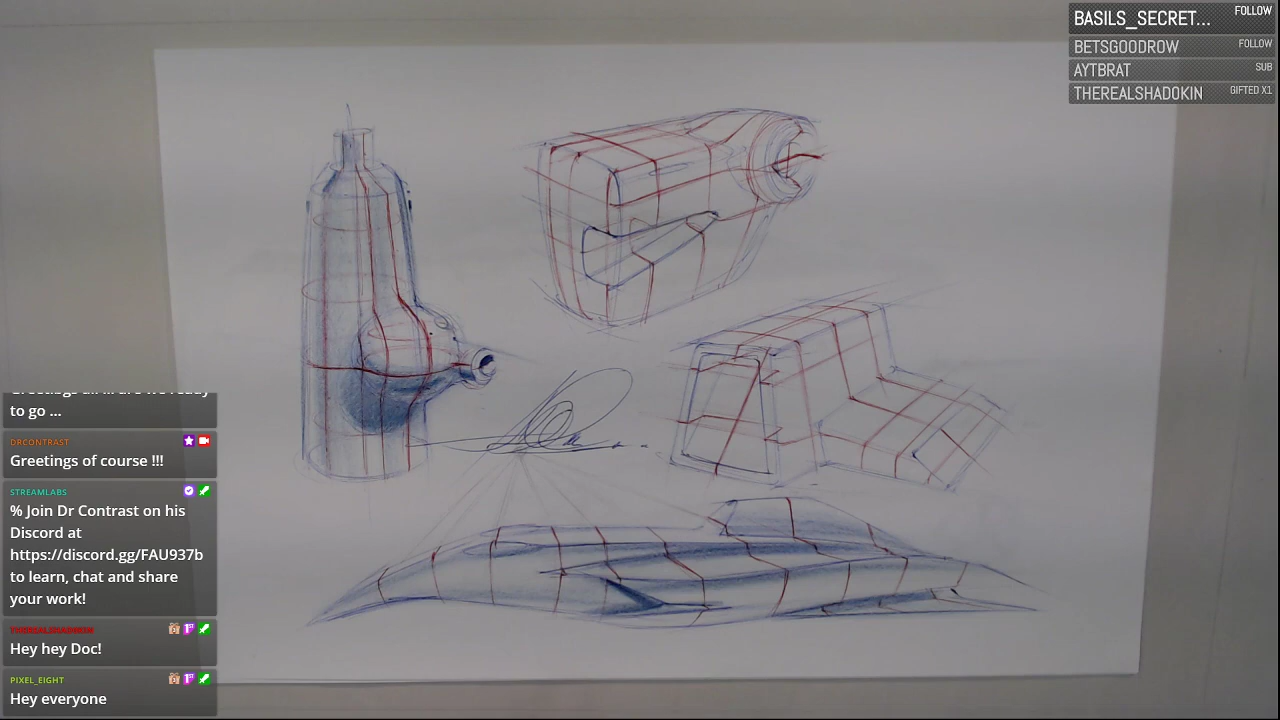 BASILS_SECRET... FOLLOW
BETSGOODROW FOLLOW
AYTBRAT SUB
THEREALSHADOKIN GIFTED X1
to go ...
DRCONTRAST
Greetings of course !!!
STREAMLABS
% Join Dr Contrast on his
Discord at
https://discord.gg/FAU937b
to learn, chat and share
your work!
THEREALSHADOKIN
Hey hey Doc!
PIXEL_EIGHT
Hey everyone